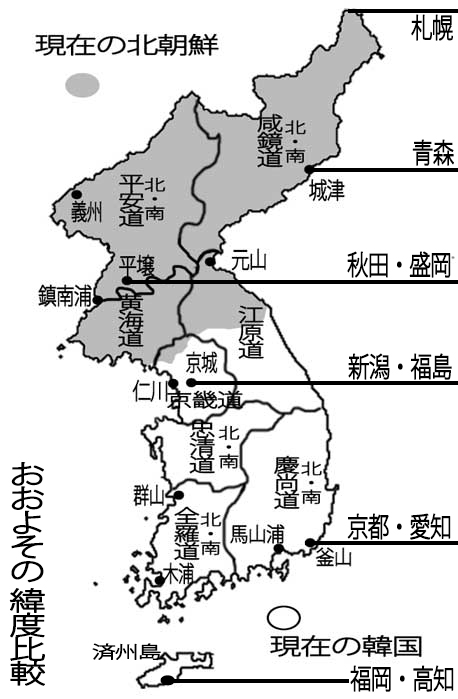 現在の北朝鮮
札幌
咸鏡道
北・南
青森
城津
平安道
北・南
義州
元山
平壌
秋田・盛岡
鎮南浦
黄海道
江原道
京城
新潟・福島
仁川
京畿道
忠清道
北・南
慶尚道
北・南
群山
全羅道
北・南
馬山浦
京都・愛知
釜山
木浦
現在の韓国
済州島
福岡・高知
おおよその緯度比較